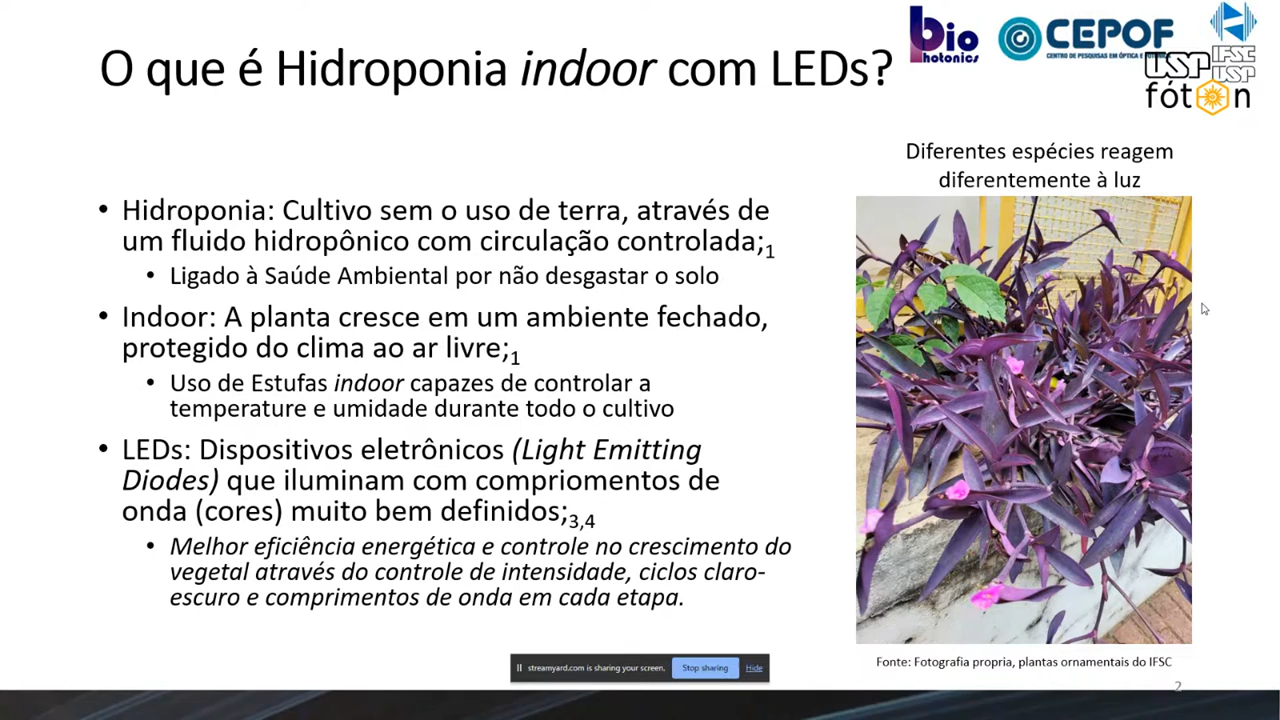 O que é Hidroponia indoor com LEDs?
bio
Photonics
CEPOF
CENTRO DE PESQUISAS EM ÓPTICA E FOTÔNICA
IFSC
USP
USP
fóton
Diferentes espécies reagem
diferentemente à luz
• Hidroponia: Cultivo sem o uso de terra, através de
um fluido hidropônico com circulação controlada;1
• Ligado à Saúde Ambiental por não desgastar o solo
• Indoor: A planta cresce em um ambiente fechado,
protegido do clima ao ar livre;1
• Uso de Estufas indoor capazes de controlar a
temperature e umidade durante todo o cultivo
• LEDs: Dispositivos eletrônicos (Light Emitting
Diodes) que iluminam com compriomentos de
onda (cores) muito bem definidos;3,4
• Melhor eficiência energética e controle no crescimento do
vegetal através do controle de intensidade, ciclos claro-
escuro e comprimentos de onda em cada etapa.
streamyard.com is sharing your screen. Stop sharing Hide
Fonte: Fotografia propria, plantas ornamentais do IFSC
2